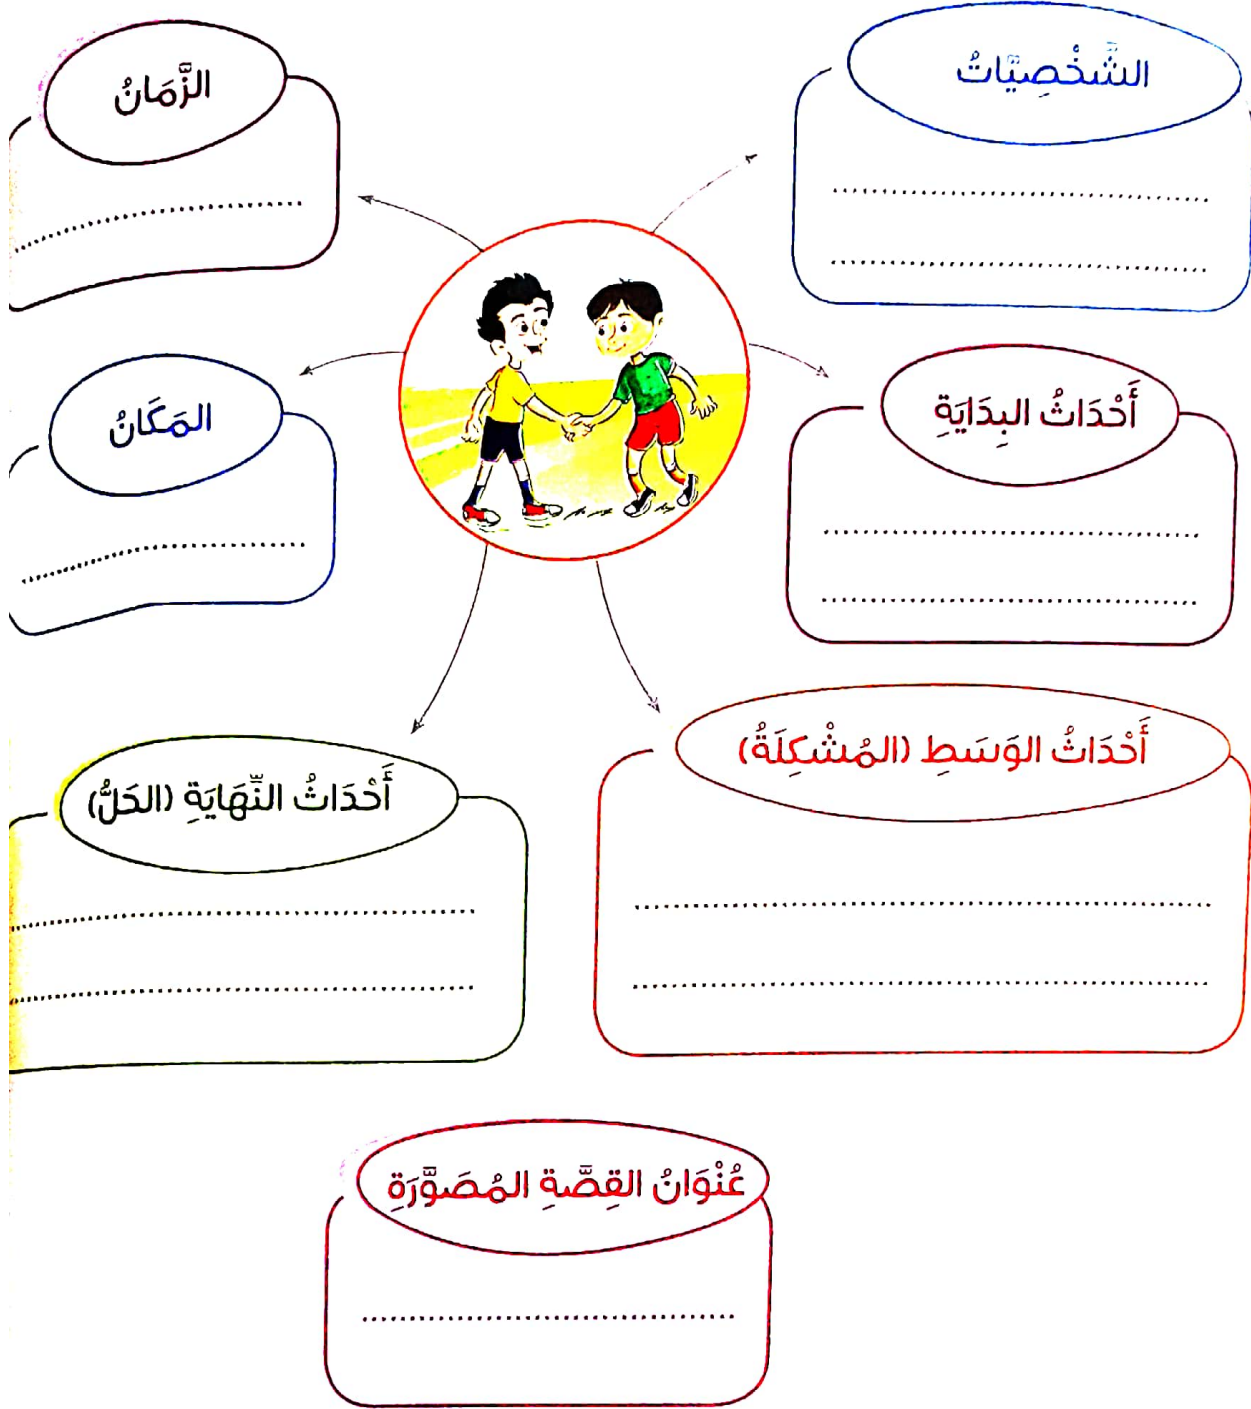 الشَّخْصِيَّاتُ
الزَّمَانُ
أَحْدَاثُ البِدَايَةِ
المَكَانُ
أَحْدَاثُ الوَسَطِ (المُشْكِلَةُ)
أَحْدَاثُ النِّهَايَةِ (الحَلُّ)
عُنْوَانُ القِصَّةِ المُصَوَّرَةِ